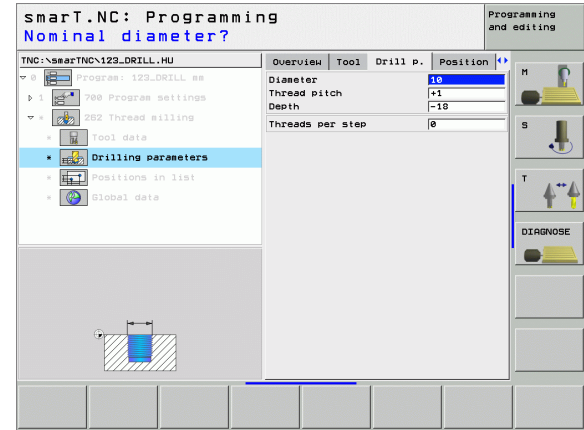 smarT.NC: Programming
Nominal diameter?
Programming
and editing
TNC:\smarTNC\123_DRILL.HU
0 Program: 123_DRILL mm
1 700 Program settings
* 262 Thread milling
* Tool data
* Drilling parameters
* Positions in list
* Global data
Overview Tool Drill p. Position
Diameter 10
Thread pitch +1
Depth -18
Threads per step 0
M
S
T
DIAGNOSE